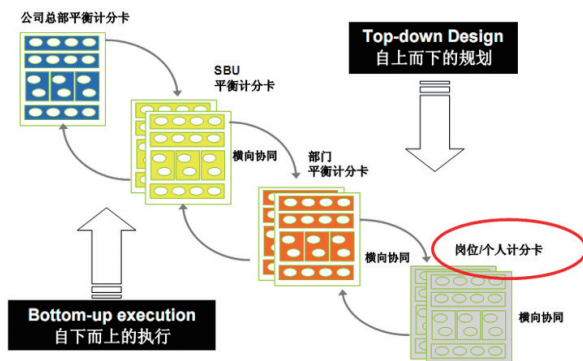 公司总部平衡计分卡
Top-down Design
自上而下的规划
SBU
平衡计分卡
横向协同
部门
平衡计分卡
横向协同
岗位/个人计分卡
横向协同
Bottom-up execution
自下而上的执行